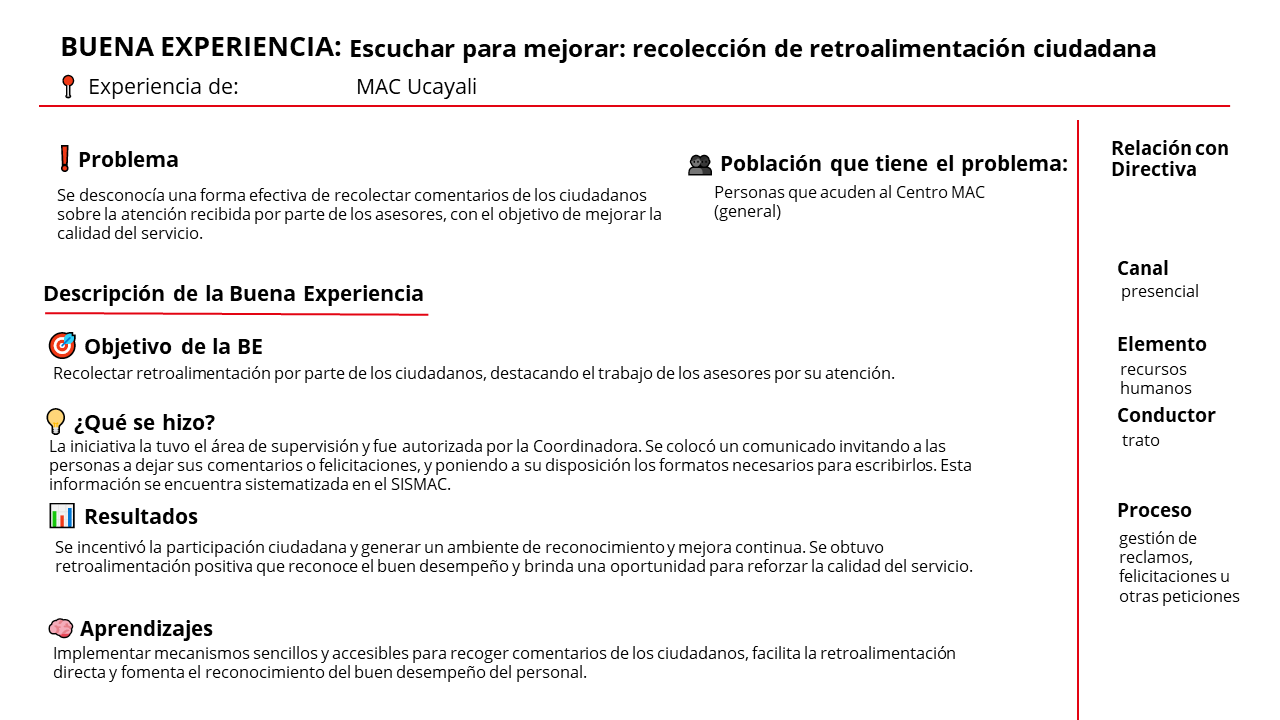 BUENA EXPERIENCIA: Escuchar para mejorar: recolección de retroalimentación ciudadana
Experiencia de: MAC Ucayali
Problema
Se desconocía una forma efectiva de recolectar comentarios de los ciudadanos
sobre la atención recibida por parte de los asesores, con el objetivo de mejorar la
calidad del servicio.
Población que tiene el problema:
Personas que acuden al Centro MAC
(general)
Descripción de la Buena Experiencia
Objetivo de la BE
Recolectar retroalimentación por parte de los ciudadanos, destacando el trabajo de los asesores por su atención.
¿Qué se hizo?
La iniciativa la tuvo el área de supervisión y fue autorizada por la Coordinadora. Se colocó un comunicado invitando a las
personas a dejar sus comentarios o felicitaciones, y poniendo a su disposición los formatos necesarios para escribirlos. Esta
información se encuentra sistematizada en el SISMAC.
Resultados
Se incentivó la participación ciudadana y generar un ambiente de reconocimiento y mejora continua. Se obtuvo
retroalimentación positiva que reconoce el buen desempeño y brinda una oportunidad para reforzar la calidad del servicio.
Aprendizajes
Implementar mecanismos sencillos y accesibles para recoger comentarios de los ciudadanos, facilita la retroalimentación
directa y fomenta el reconocimiento del buen desempeño del personal.
Relación con
Directiva
Canal
presencial
Elemento
recursos
humanos
Conductor
trato
Proceso
gestión de
reclamos,
felicitaciones u
otras peticiones